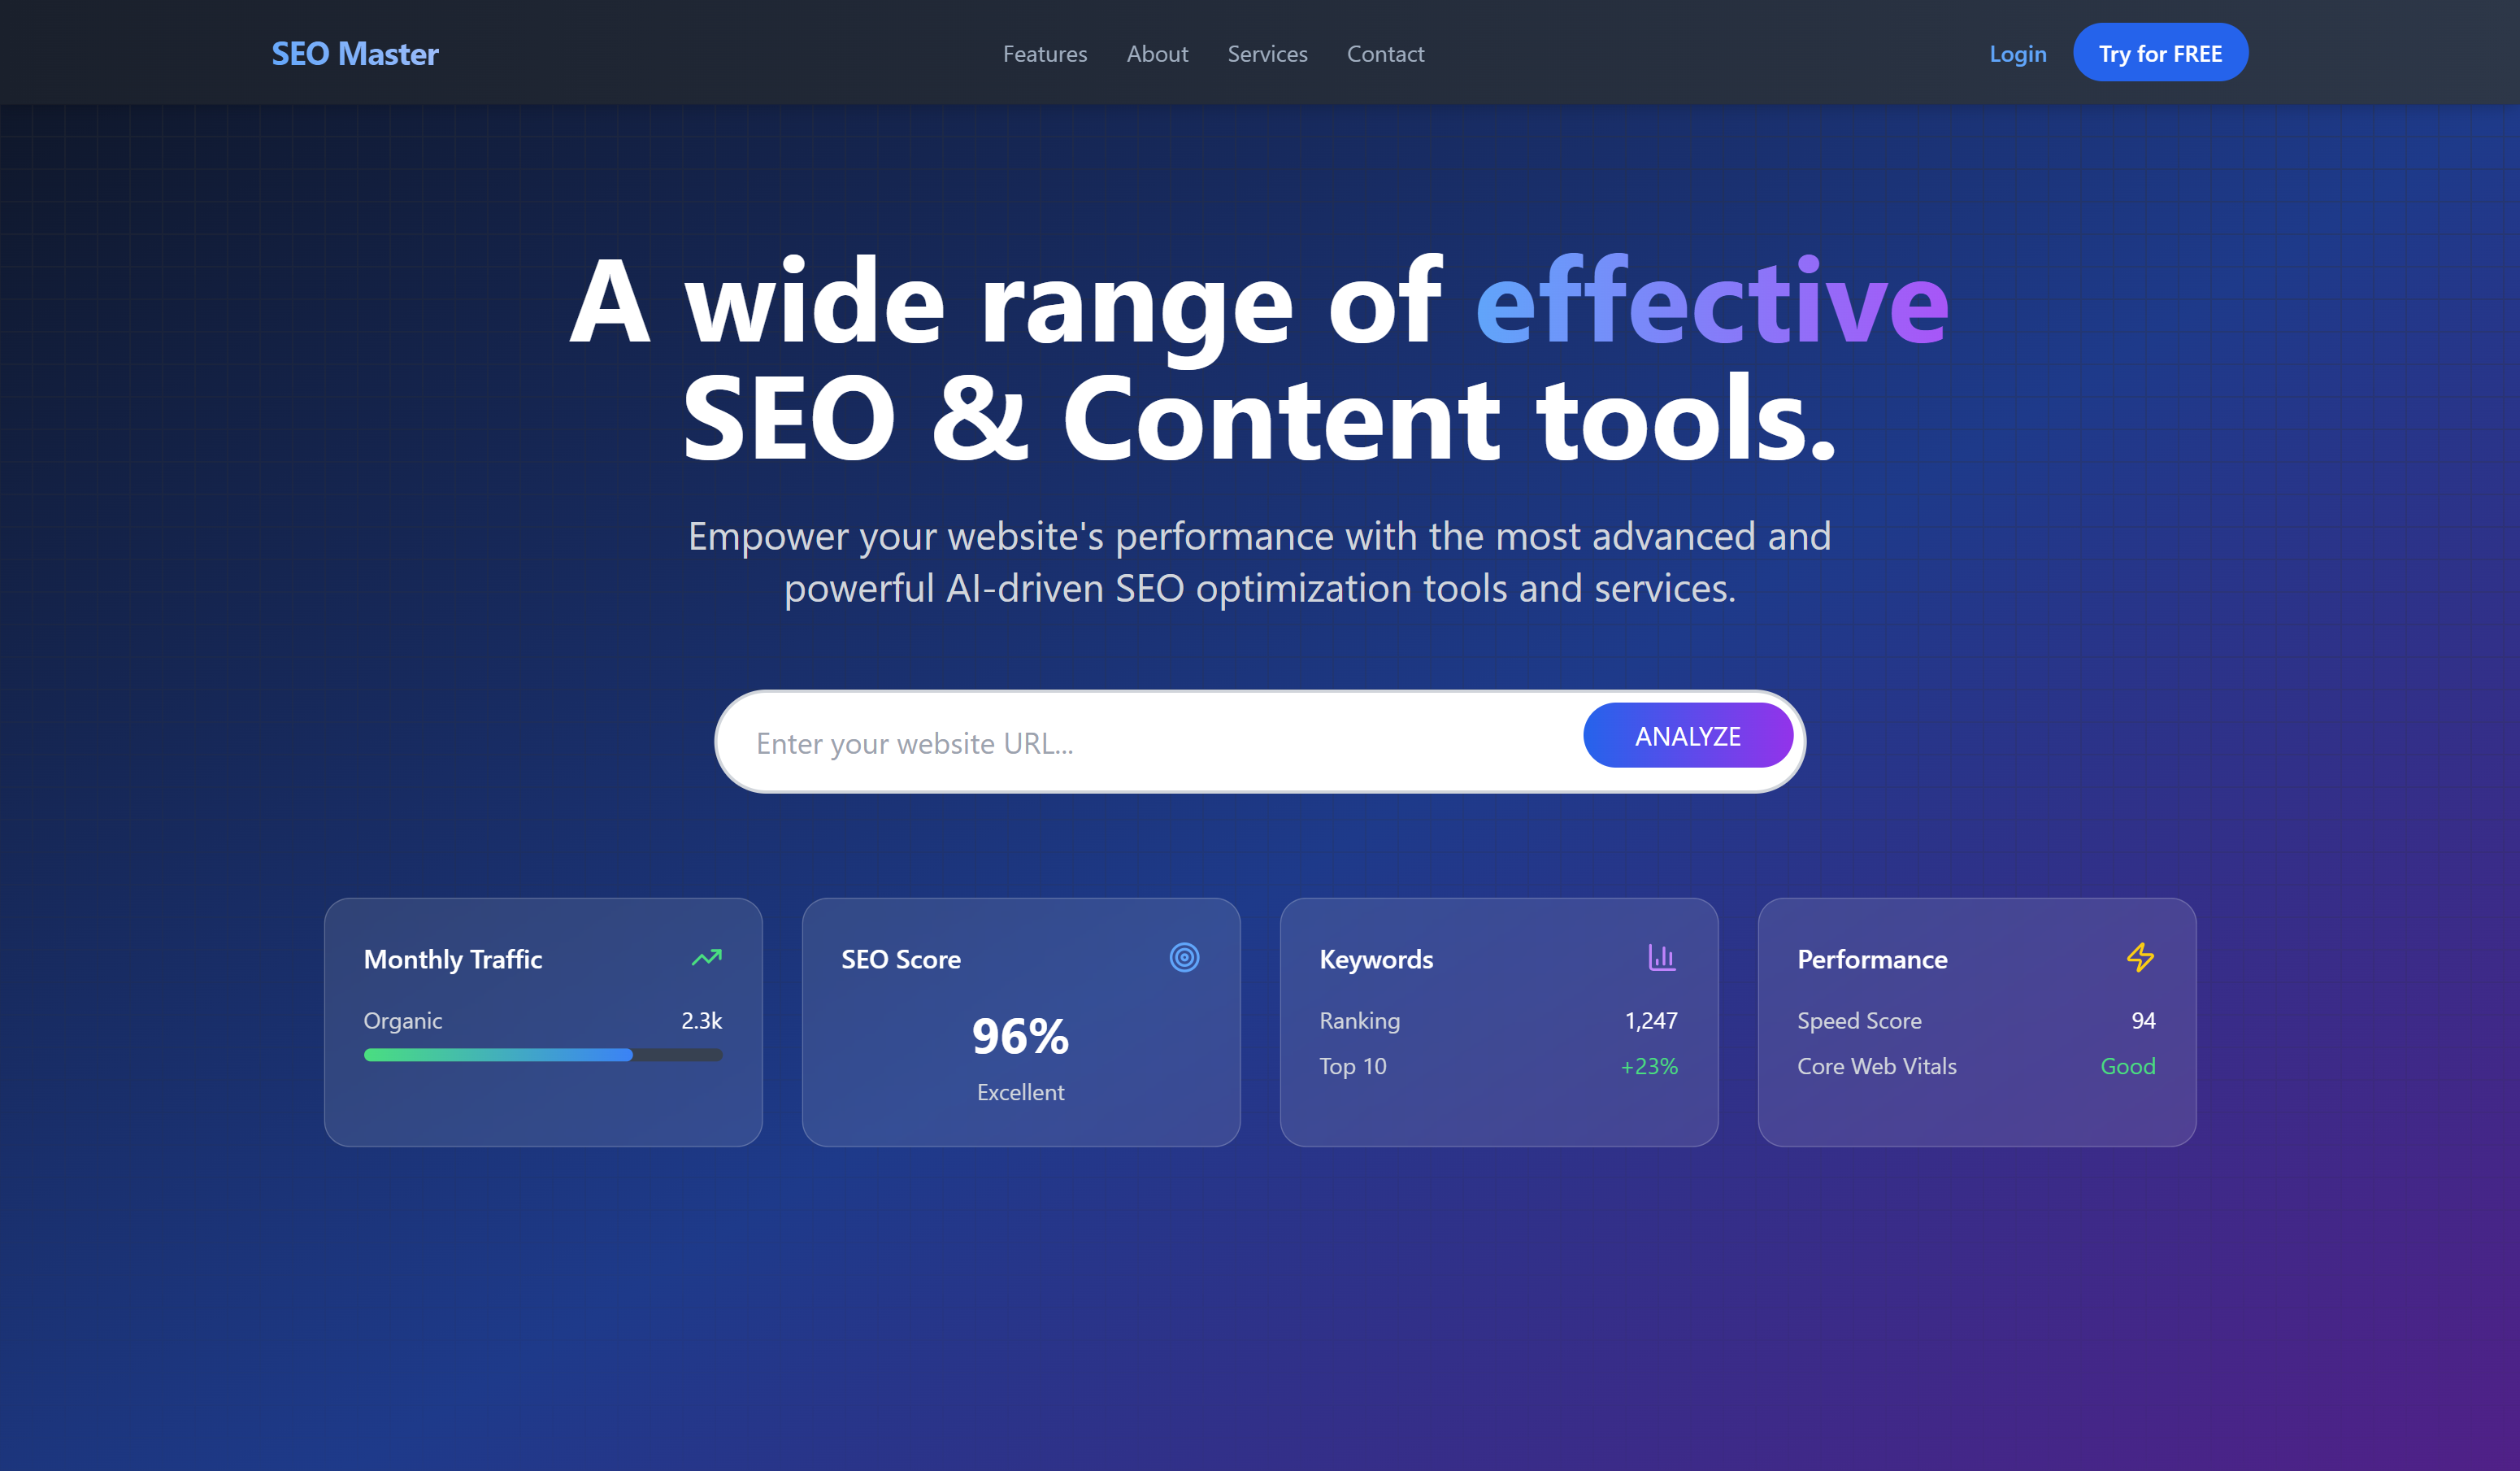 SEO Master
Features About Services Contact
Login
Try for FREE
A wide range of effective
SEO & Content tools.
Empower your website's performance with the most advanced and
powerful AI-driven SEO optimization tools and services.
Enter your website URL...
ANALYZE
Monthly Traffic
Organic 2.3k
SEO Score
96%
Excellent
Keywords
Ranking 1,247
Top 10 +23%
Performance
Speed Score 94
Core Web Vitals Good